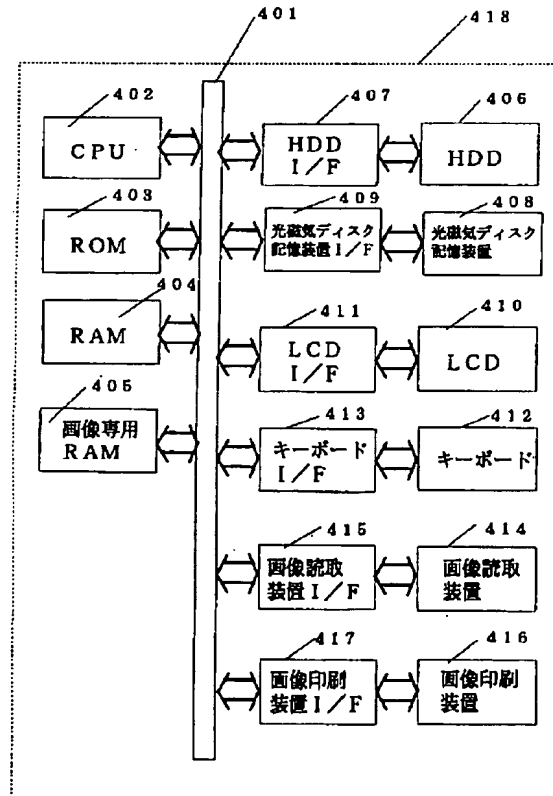 401
418
402
CPU
407
HDD
I/F
406
HDD
403
ROM
409
光磁気ディスク
記憶装置I/F
408
光磁気ディスク
記憶装置
404
RAM
411
LCD
I/F
410
LCD
405
画像専用
RAM
413
キーボード
I/F
412
キーボード
415
画像読取
装置I/F
414
画像読取
装置
417
画像印刷
装置I/F
416
画像印刷
装置